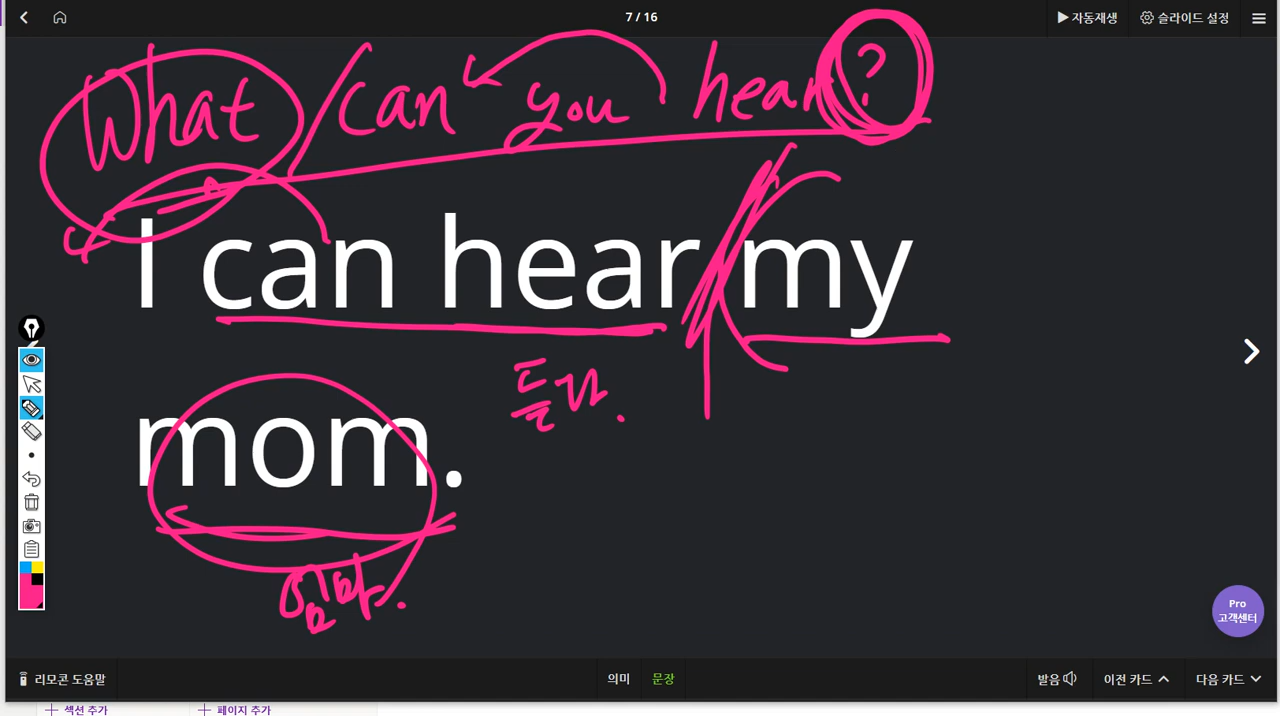 7 / 16
자동재생
슬라이드 설정
What can you hear?
I can hear my
mom.
듣다.
엄마.
Pro
고객센터
리모콘 도움말
의미
문장
발음
이전 카드
다음 카드
섹션 추가
페이지 추가